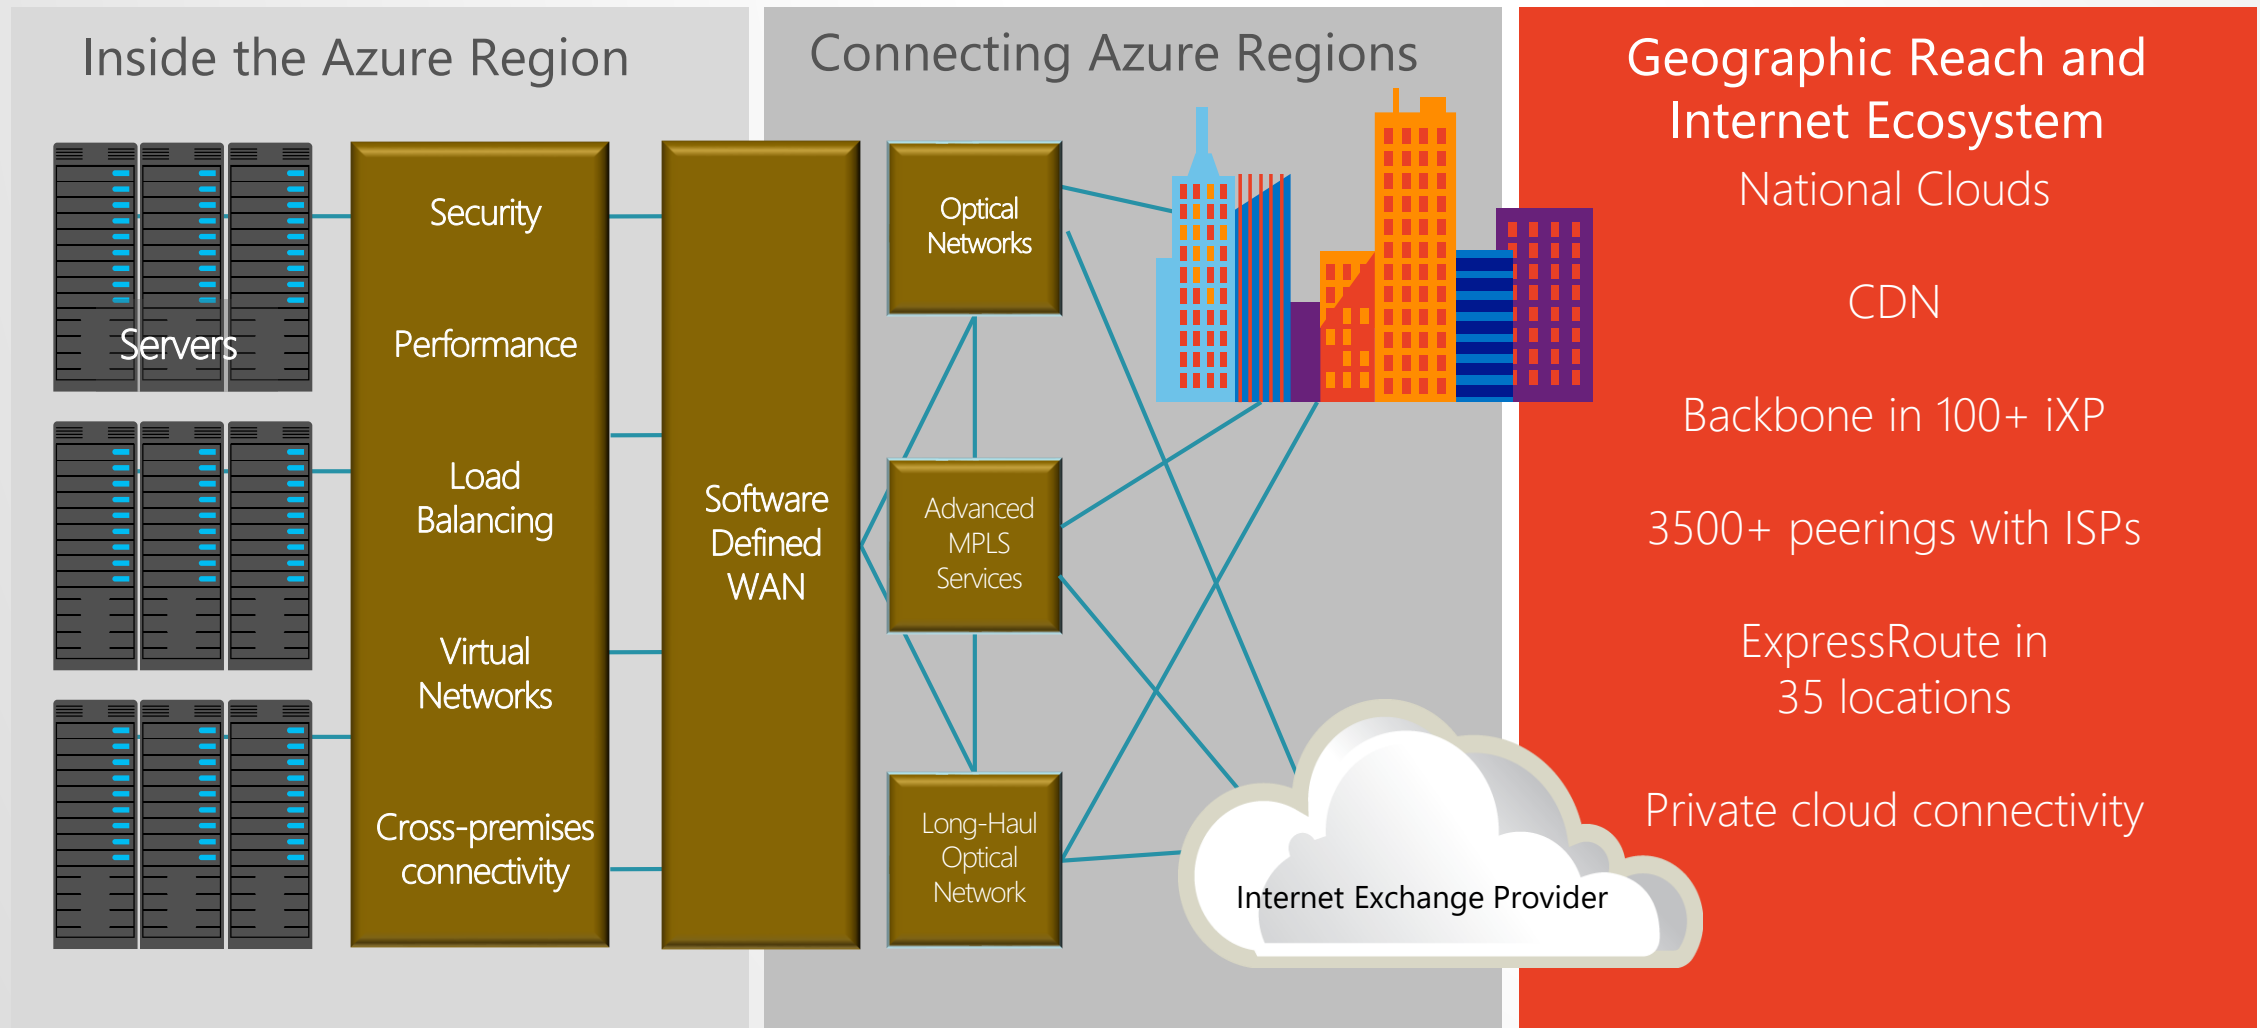 Inside the Azure Region
Servers
Security
Performance
Load
Balancing
Virtual
Networks
Cross-premises
connectivity
Software
Defined
WAN
Connecting Azure Regions
Optical
Networks
Advanced
MPLS
Services
Long-Haul
Optical
Network
Internet Exchange Provider
Geographic Reach and
Internet Ecosystem
National Clouds
CDN
Backbone in 100+ iXP
3500+ peerings with ISPs
ExpressRoute in
35 locations
Private cloud connectivity